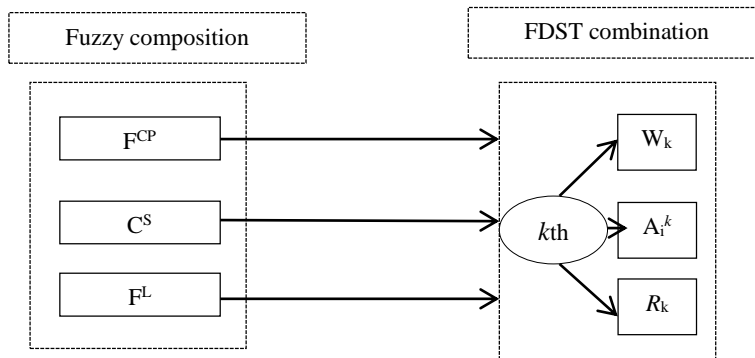 Fuzzy composition
FDST combination
F^CP
C^S
F^L
kth
W_k
A_i^k
R_k